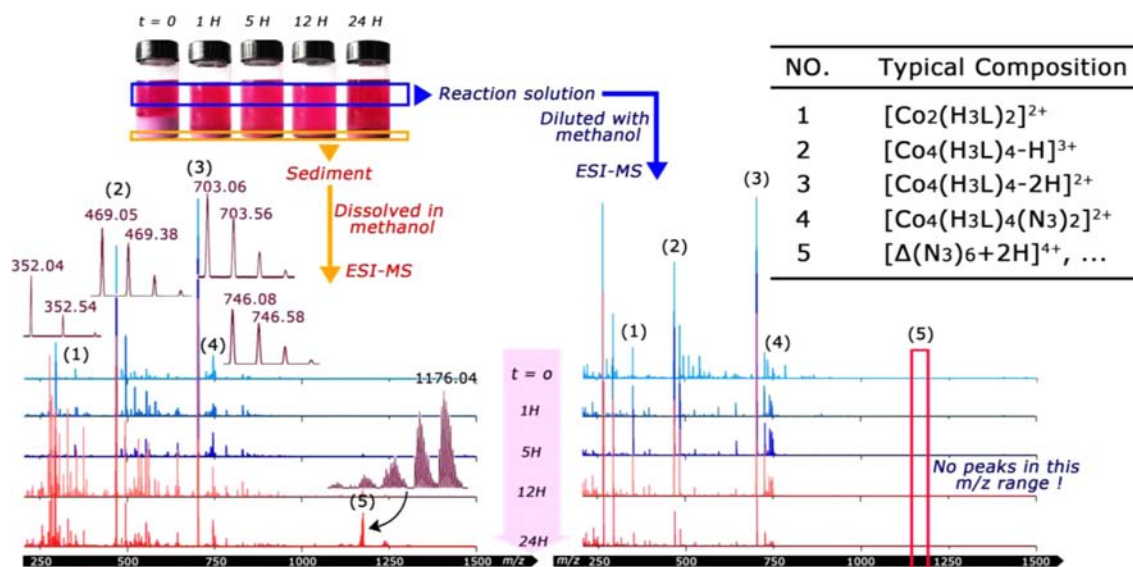 t = 0 1 H 5 H 12 H 24 H
Reaction solution
Diluted with
methanol
ESI-MS
Sediment
Dissolved in
methanol
ESI-MS
NO. Typical Composition
1 [Co2(H3L)2]2+
2 [Co4(H3L)4-H]3+
3 [Co4(H3L)4-2H]2+
4 [Co4(H3L)4(N3)2]2+
5 [Δ(N3)6+2H]4+, ...
(3)
703.06
703.56
(2)
469.05
469.38
352.04
352.54
746.08
746.58
(1)
(4)
1176.04
(5)
250 500 750 1000 1250 1500 m/z
t = 0
1H
5H
12H
24H
(3)
(2)
(1)
(4)
(5)
No peaks in this
m/z range !
250 500 750 1000 1250 1500 m/z